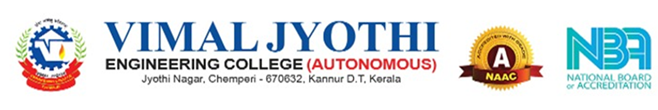 VIMAL JYOTHI
ENGINEERING COLLEGE (AUTONOMOUS)
Jyothi Nagar, Chemperi - 670632, Kannur D.T, Kerala
A
NAAC
NBA
NATIONAL BOARD
of ACCREDITATION